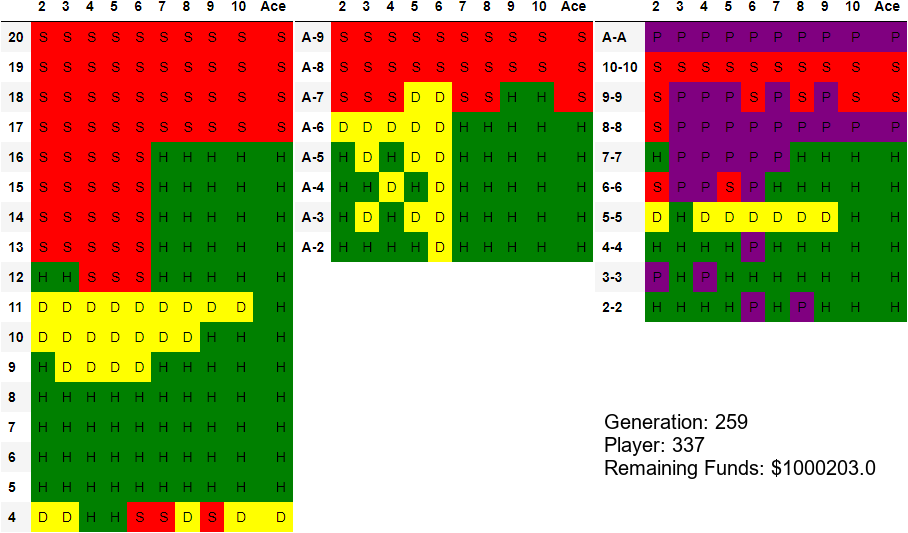 2 3 4 5 6 7 8 9 10 Ace
20 S S S S S S S S S S
19 S S S S S S S S S S
18 S S S S S S S S S S
17 S S S S S S S S S S
16 S S S S S H H H H H
15 S S S S S H H H H H
14 S S S S S H H H H H
13 S S S S S H H H H H
12 H H S S S H H H H H
11 D D D D D D D D D H
10 D D D D D D D H H H
9 H D D D D H H H H H
8 H H H H H H H H H H
7 H H H H H H H H H H
6 H H H H H H H H H H
5 H H H H H H H H H H
4 D D H H S S D S D D
2 3 4 5 6 7 8 9 10 Ace
A-9 S S S S S S S S S S
A-8 S S S S S S S S S S
A-7 S S S D D S S H H S
A-6 D D D D D H H H H H
A-5 H D H D D H H H H H
A-4 H H D H D H H H H H
A-3 H D H D D H H H H H
A-2 H H H H D H H H H H
2 3 4 5 6 7 8 9 10 Ace
A-A P P P P P P P P P P
10-10 S S S S S S S S S S
9-9 S P P P S P S P S S
8-8 S P P P P P P P P P
7-7 H P P P P P H H H H
6-6 S P P S P H H H H H
5-5 D H D D D D D D H H
4-4 H H H H P H H H H H
3-3 P H P H H H H H H H
2-2 H H H H P H P H H H
Generation: 259
Player: 337
Remaining Funds: $1000203.0